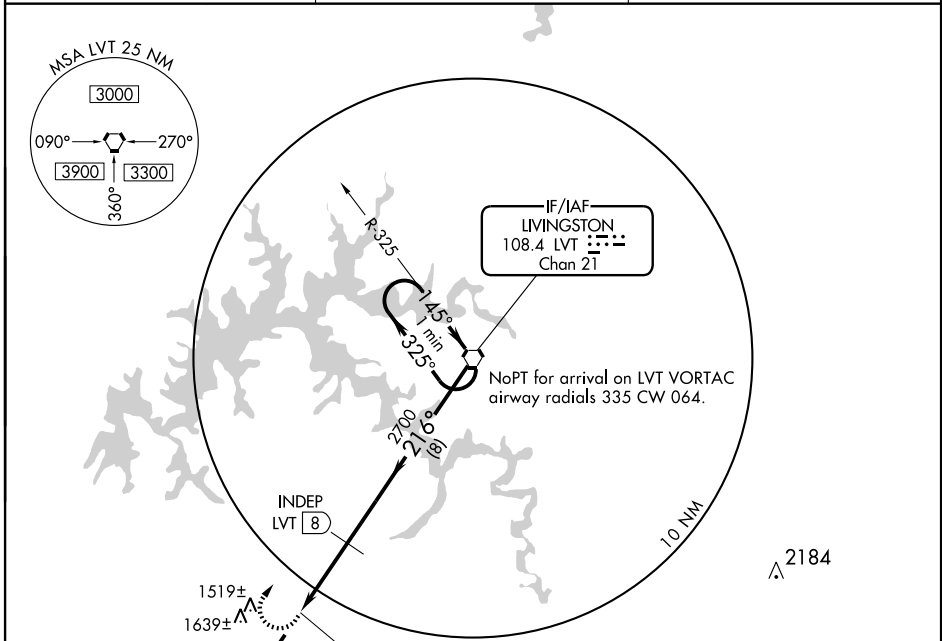 MSA LVT 25 NM
3000
090°
270°
3900
3300
360°
R-325
IF/IAF
LIVINGSTON
108.4 LVT
Chan 21
145°
1 min
325°
NoPT for arrival on LVT VORTAC
airway radials 335 CW 064.
2700
216°
(8)
INDEP
LVT 8
10 NM
2184
1519±
1639±